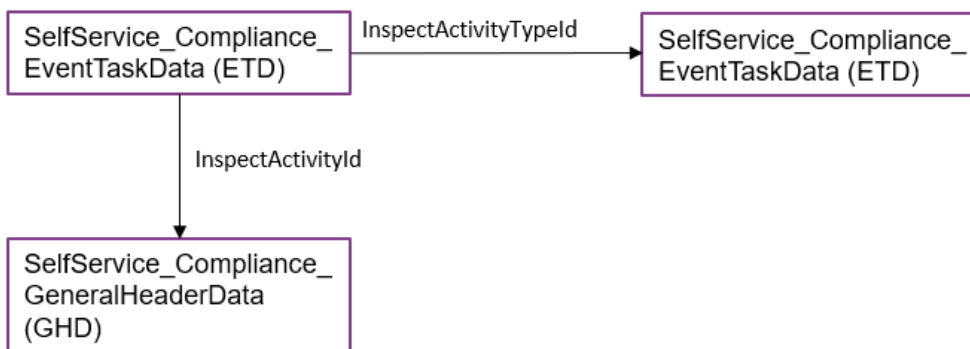 SelfService_Compliance_
EventTaskData (ETD)
InspectActivityTypeId
SelfService_Compliance_
EventTaskData (ETD)
InspectActivityId
SelfService_Compliance_
GeneralHeaderData
(GHD)